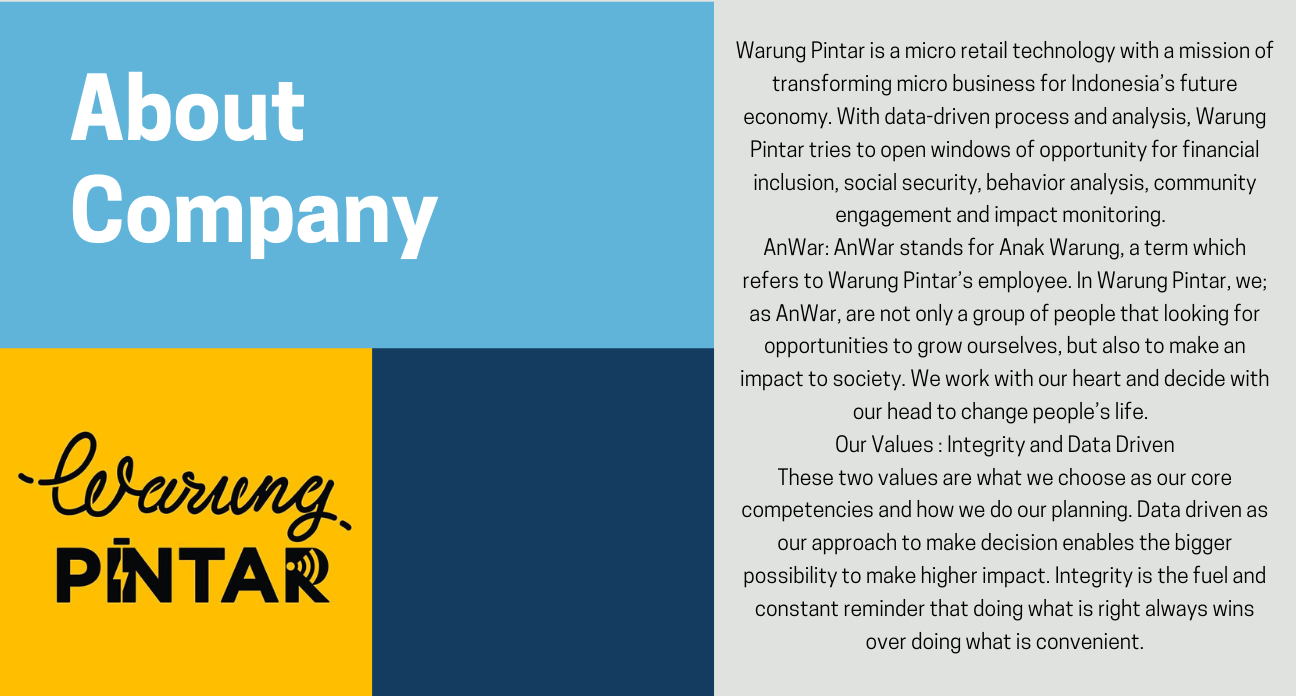 About
Company
Warung
PINTAR
Warung Pintar is a micro retail technology with a mission of
transforming micro business for Indonesia’s future
economy. With data-driven process and analysis, Warung
Pintar tries to open windows of opportunity for financial
inclusion, social security, behavior analysis, community
engagement and impact monitoring.
AnWar: AnWar stands for Anak Warung, a term which
refers to Warung Pintar’s employee. In Warung Pintar, we;
as AnWar, are not only a group of people that looking for
opportunities to grow ourselves, but also to make an
impact to society. We work with our heart and decide with
our head to change people’s life.
Our Values : Integrity and Data Driven
These two values are what we choose as our core
competencies and how we do our planning. Data driven as
our approach to make decision enables the bigger
possibility to make higher impact. Integrity is the fuel and
constant reminder that doing what is right always wins
over doing what is convenient.